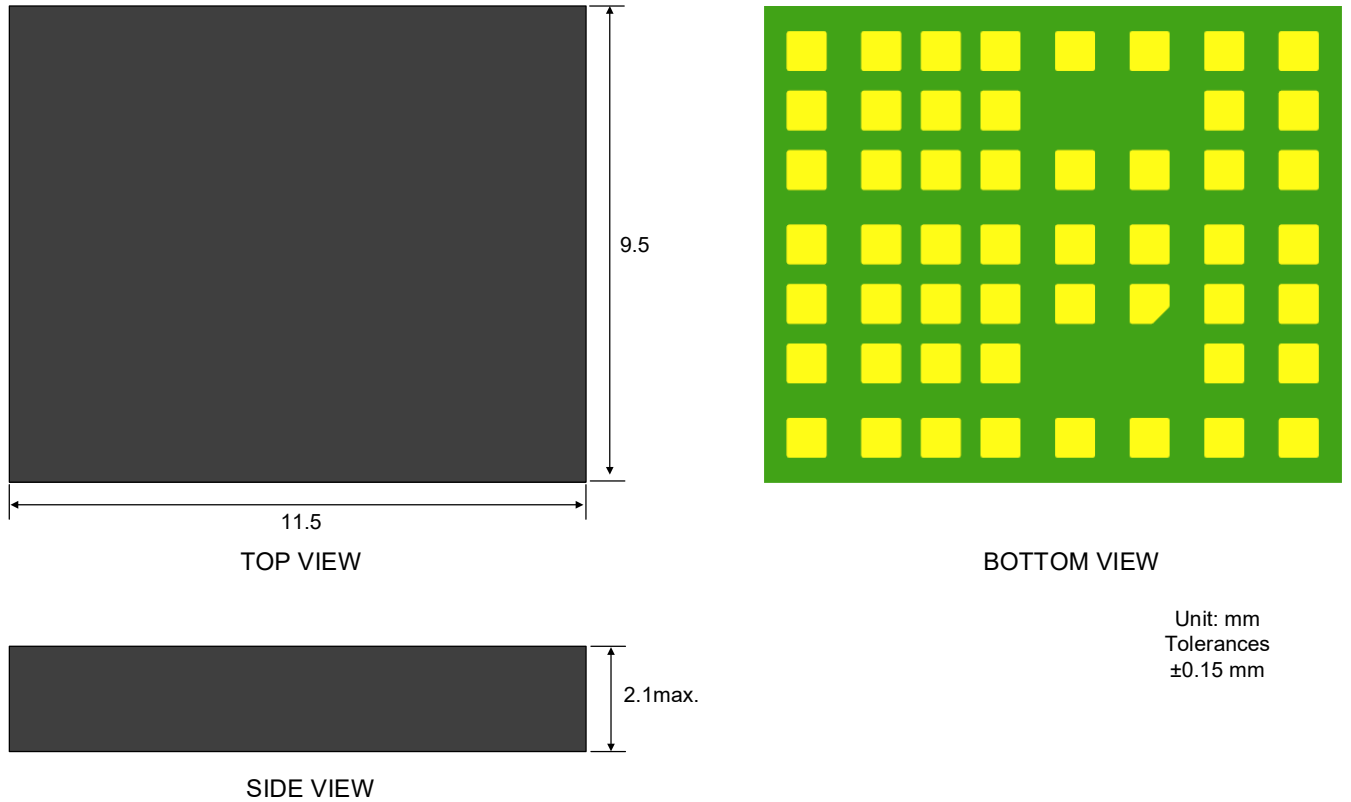 9.5
11.5
TOP VIEW
BOTTOM VIEW
Unit: mm
Tolerances
±0.15 mm
2.1max.
SIDE VIEW